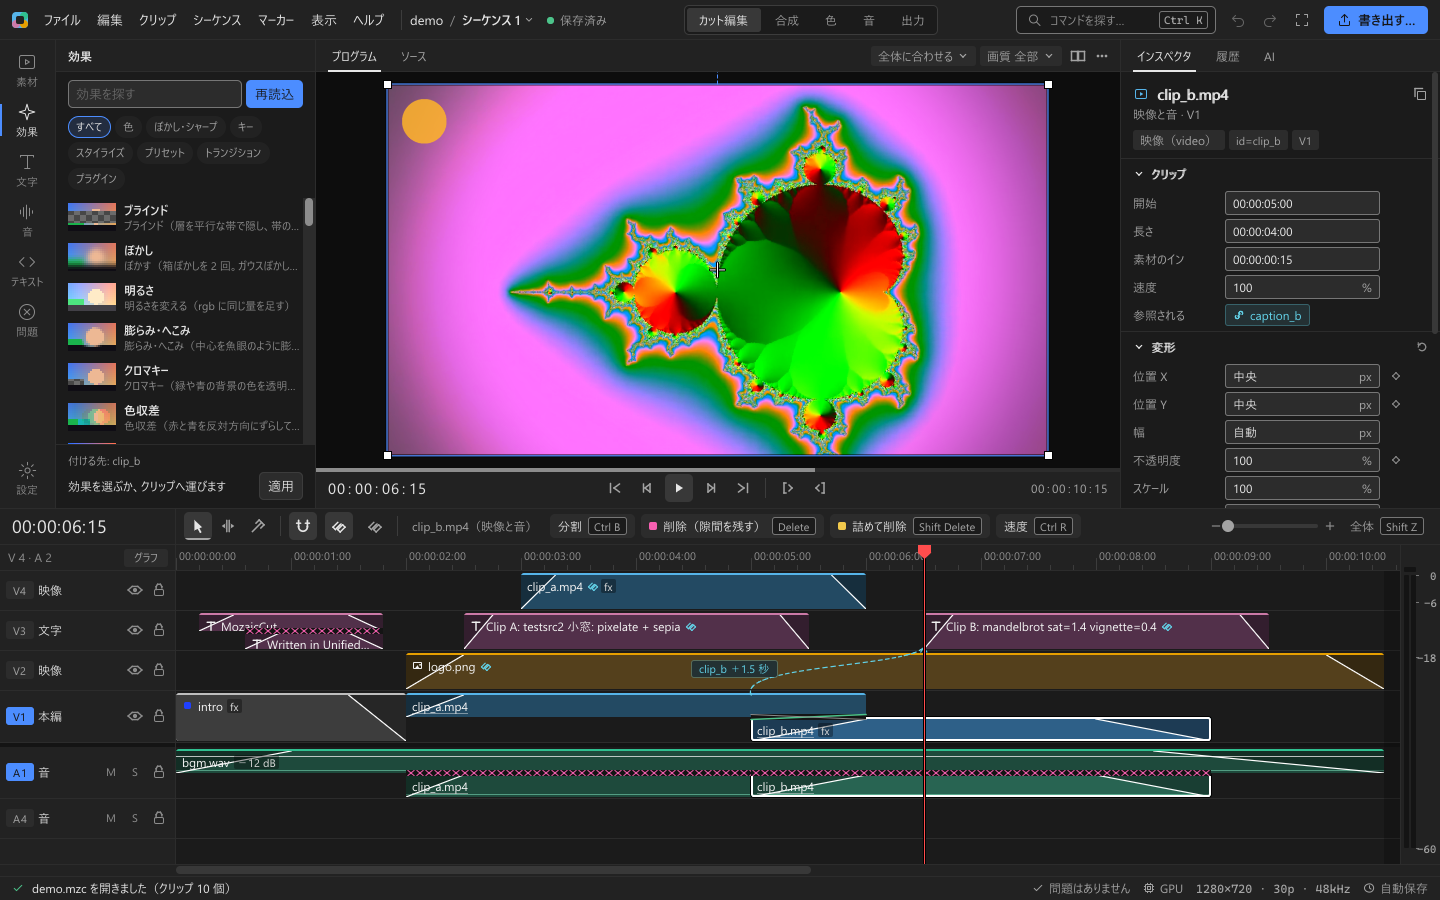 ファイル 編集 クリップ シーケンス マーカー 表示 ヘルプ demo / シーケンス 1 保存済み カット編集 合成 色 音 出力 コマンドを探す... Ctrl K 書き出す...
素材
効果
文字
音
テキスト
問題
設定
効果
効果を探す 再読込
すべて 色 ぼかし・シャープ キー
スタイライズ プリセット トランジション
プラグイン
ブラインド
ブラインド（層を平行な帯で隠し、帯の...
ぼかし
ぼかす（箱ぼかしを 2 回。ガウスぼかし...
明るさ
明るさを変える（rgb に同じ量を足す）
膨らみ・へこみ
膨らみ・へこみ（中心を魚眼のように膨...
クロマキー
クロマキー（緑や青の背景の色を透明...
色収差
色収差（赤と青を反対方向にずらして...
付ける先: clip_b
効果を選ぶか、クリップへ運びます 適用
プログラム ソース 全体に合わせる 画質 全部
00:00:06:15 00:00:10:15
インスペクタ 履歴 AI
clip_b.mp4
映像と音 · V1
映像（video） id=clip_b V1
クリップ
開始 00:00:05:00
長さ 00:00:04:00
素材のイン 00:00:00:15
速度 100 %
参照される caption_b
変形
位置 X 中央 px
位置 Y 中央 px
幅 自動 px
不透明度 100 %
スケール 100 %
00:00:06:15 clip_b.mp4（映像と音） 分割 Ctrl B 削除（隙間を残す） Delete 詰めて削除 Shift Delete 速度 Ctrl R 全体 Shift Z
V 4 · A 2 グラフ 00:00:00:00 00:00:01:00 00:00:02:00 00:00:03:00 00:00:04:00 00:00:05:00 00:00:07:00 00:00:08:00 00:00:09:00 00:00:10:00
V4 映像 clip_a.mp4 fx
V3 文字 MozaicCut Clip A: testsrc2 小窓: pixelate + sepia Clip B: mandelbrot sat=1.4 vignette=0.4
Written in Unified...
V2 映像 logo.png clip_b +1.5 秒
V1 本編 intro fx clip_a.mp4
clip_b.mp4 fx
A1 音 M S bgm.wav −12 dB
clip_a.mp4 clip_b.mp4
A4 音 M S
0
-6
-18
-60
demo.mzc を開きました（クリップ 10 個） 問題はありません GPU 1280×720 · 30p · 48kHz 自動保存